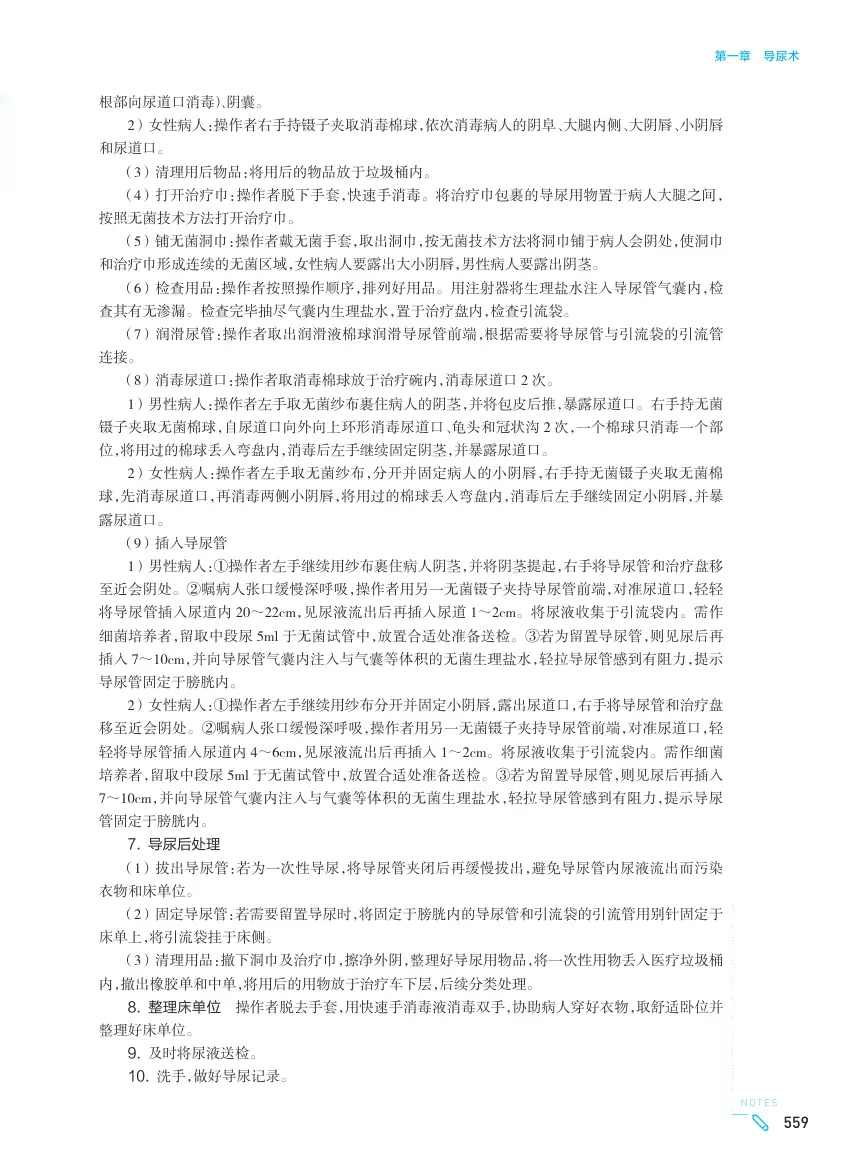 第一章 导尿术
根部向尿道口消毒)、阴囊。
2）女性病人:操作者右手持镊子夹取消毒棉球,依次消毒病人的阴阜、大腿内侧、大阴唇、小阴唇
和尿道口。
（3）清理用后物品:将用后的物品放于垃圾桶内。
（4）打开治疗巾:操作者脱下手套,快速手消毒。将治疗巾包裹的导尿用物置于病人大腿之间,
按照无菌技术方法打开治疗巾。
（5）铺无菌洞巾:操作者戴无菌手套,取出洞巾,按无菌技术方法将洞巾铺于病人会阴处,使洞巾
和治疗巾形成连续的无菌区域,女性病人要露出大小阴唇,男性病人要露出阴茎。
（6）检查用品:操作者按照操作顺序,排列好用品。用注射器将生理盐水注入导尿管气囊内,检
查其有无渗漏。检查完毕抽尽气囊内生理盐水,置于治疗盘内,检查引流袋。
（7）润滑尿管:操作者取出润滑液棉球润滑导尿管前端,根据需要将导尿管与引流袋的引流管
连接。
（8）消毒尿道口:操作者取消毒棉球放于治疗碗内,消毒尿道口 2 次。
1）男性病人:操作者左手取无菌纱布裹住病人的阴茎,并将包皮后推,暴露尿道口。右手持无菌
镊子夹取无菌棉球,自尿道口向外向上环形消毒尿道口、龟头和冠状沟 2 次,一个棉球只消毒一个部
位,将用过的棉球丢入弯盘内,消毒后左手继续固定阴茎,并暴露尿道口。
2）女性病人:操作者左手取无菌纱布,分开并固定病人的小阴唇,右手持无菌镊子夹取无菌棉
球,先消毒尿道口,再消毒两侧小阴唇,将用过的棉球丢入弯盘内,消毒后左手继续固定小阴唇,并暴
露尿道口。
（9）插入导尿管
1）男性病人:①操作者左手继续用纱布裹住病人阴茎,并将阴茎提起,右手将导尿管和治疗盘移
至近会阴处。②嘱病人张口缓慢深呼吸,操作者用另一无菌镊子夹持导尿管前端,对准尿道口,轻轻
将导尿管插入尿道内 20～22cm,见尿液流出后再插入尿道 1～2cm。将尿液收集于引流袋内。需作
细菌培养者,留取中段尿 5ml 于无菌试管中,放置合适处准备送检。③若为留置导尿管,则见尿后再
插入 7～10cm,并向导尿管气囊内注入与气囊等体积的无菌生理盐水,轻拉导尿管感到有阻力,提示
导尿管固定于膀胱内。
2）女性病人:①操作者左手继续用纱布分开并固定小阴唇,露出尿道口,右手将导尿管和治疗盘
移至近会阴处。②嘱病人张口缓慢深呼吸,操作者用另一无菌镊子夹持导尿管前端,对准尿道口,轻
轻将导尿管插入尿道内 4～6cm,见尿液流出后再插入 1～2cm。将尿液收集于引流袋内。需作细菌
培养者,留取中段尿 5ml 于无菌试管中,放置合适处准备送检。③若为留置导尿管,则见尿后再插入
7～10cm,并向导尿管气囊内注入与气囊等体积的无菌生理盐水,轻拉导尿管感到有阻力,提示导尿
管固定于膀胱内。
7. 导尿后处理
（1）拔出导尿管:若为一次性导尿,将导尿管夹闭后再缓慢拔出,避免导尿管内尿液流出而污染
衣物和床单位。
（2）固定导尿管:若需要留置导尿时,将固定于膀胱内的导尿管和引流袋的引流管用别针固定于
床单上,将引流袋挂于床侧。
（3）清理用品:撤下洞巾及治疗巾,擦净外阴,整理好导尿用物品,将一次性用物丢入医疗垃圾桶
内,撤出橡胶单和中单,将用后的用物放于治疗车下层,后续分类处理。
8. 整理床单位 操作者脱去手套,用快速手消毒液消毒双手,协助病人穿好衣物,取舒适卧位并
整理好床单位。
9. 及时将尿液送检。
10. 洗手,做好导尿记录。
NOTES
559